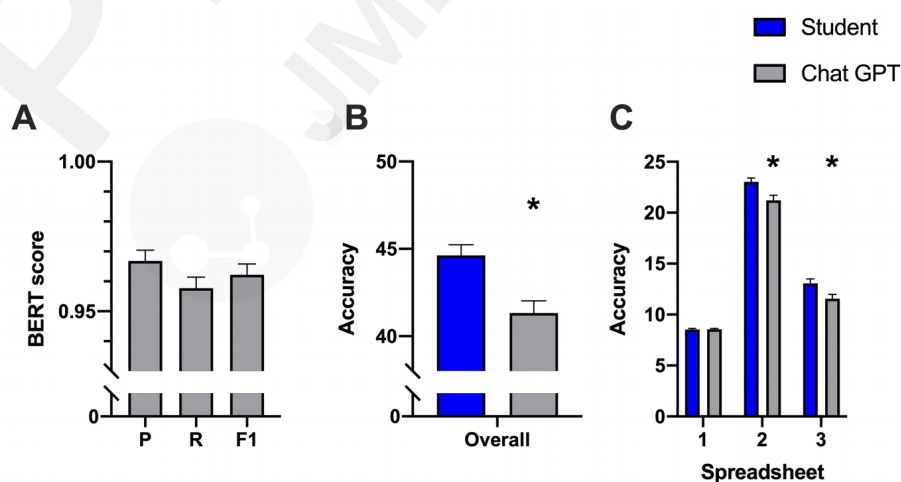 Student
Chat GPT
A
B
C
BERT score
1.00
0.95
0
P R F1
Accuracy
50
45
40
0
*
Overall
Accuracy
25
20
15
10
5
0
* *
1 2 3
Spreadsheet
JM